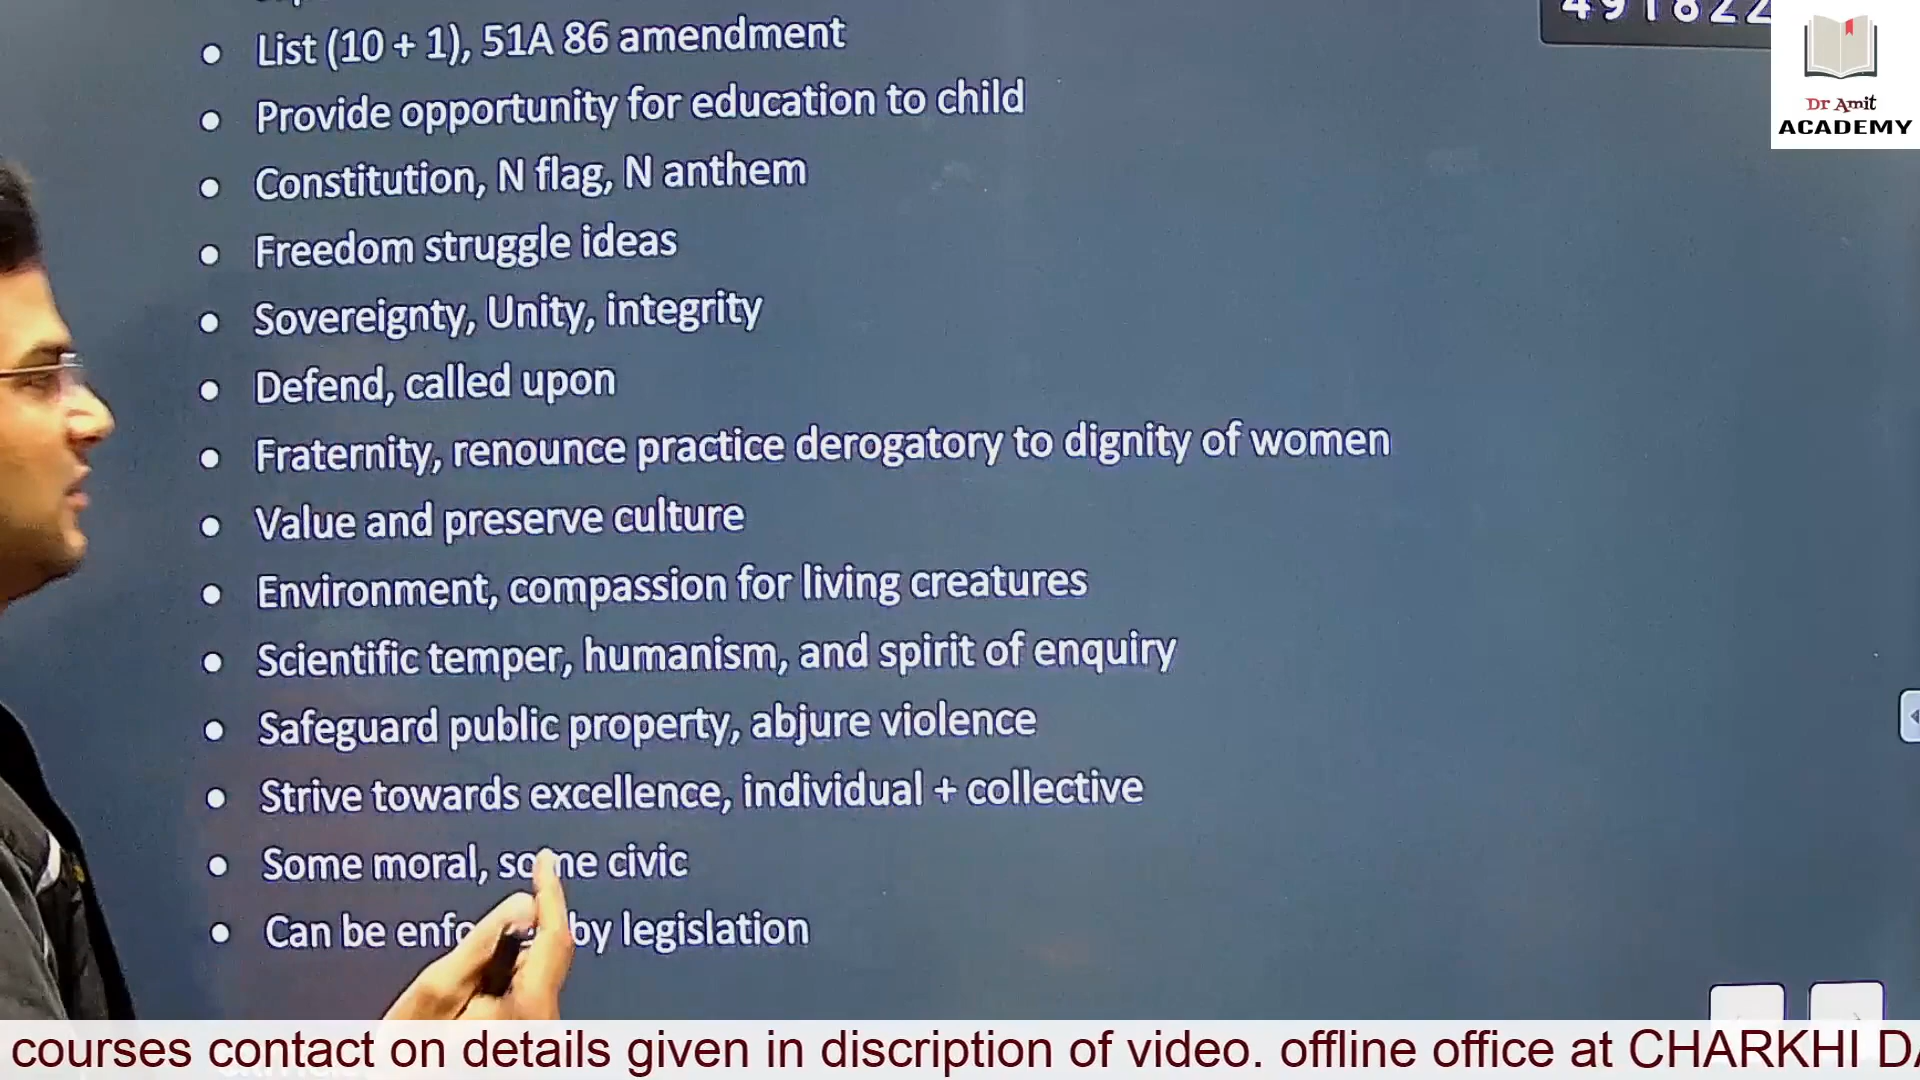 • List (10 + 1), 51A 86 amendment
• Provide opportunity for education to child
• Constitution, N flag, N anthem
• Freedom struggle ideas
• Sovereignty, Unity, integrity
• Defend, called upon
• Fraternity, renounce practice derogatory to dignity of women
• Value and preserve culture
• Environment, compassion for living creatures
• Scientific temper, humanism, and spirit of enquiry
• Safeguard public property, abjure violence
• Strive towards excellence, individual + collective
• Some moral, some civic
• Can be by legislation
491822
Dr Amit
ACADEMY
courses contact on details given in discription of video. offline office at CHARKHI